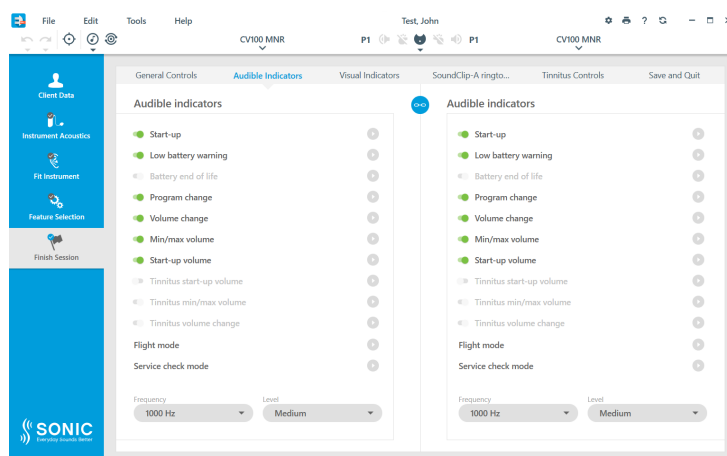 File Edit Tools Help Test, John
CV100 MNR P1 P1 CV100 MNR
Client Data
Instrument Acoustics
Fit Instrument
Feature Selection
Finish Session
SONIC
Everyday Sounds Better
General Controls Audible Indicators Visual Indicators SoundClip-A ringto... Tinnitus Controls Save and Quit
Audible indicators
Start-up
Low battery warning
Battery end of life
Program change
Volume change
Min/max volume
Start-up volume
Tinnitus start-up volume
Tinnitus min/max volume
Tinnitus volume change
Flight mode
Service check mode
Frequency Level
1000 Hz Medium
Audible indicators
Start-up
Low battery warning
Battery end of life
Program change
Volume change
Min/max volume
Start-up volume
Tinnitus start-up volume
Tinnitus min/max volume
Tinnitus volume change
Flight mode
Service check mode
Frequency Level
1000 Hz Medium